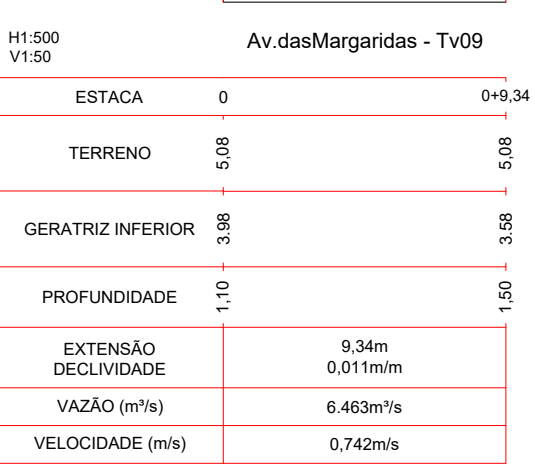 H1:500
V1:50
Av.dasMargaridas - Tv09
ESTACA 0 0+9,34
TERRENO 5,08 5,08
GERATRIZ INFERIOR 3.98 3.58
PROFUNDIDADE 1,10 1,50
EXTENSÃO 9,34m
DECLIVIDADE 0,011m/m
VAZÃO (m³/s) 6.463m³/s
VELOCIDADE (m/s) 0,742m/s